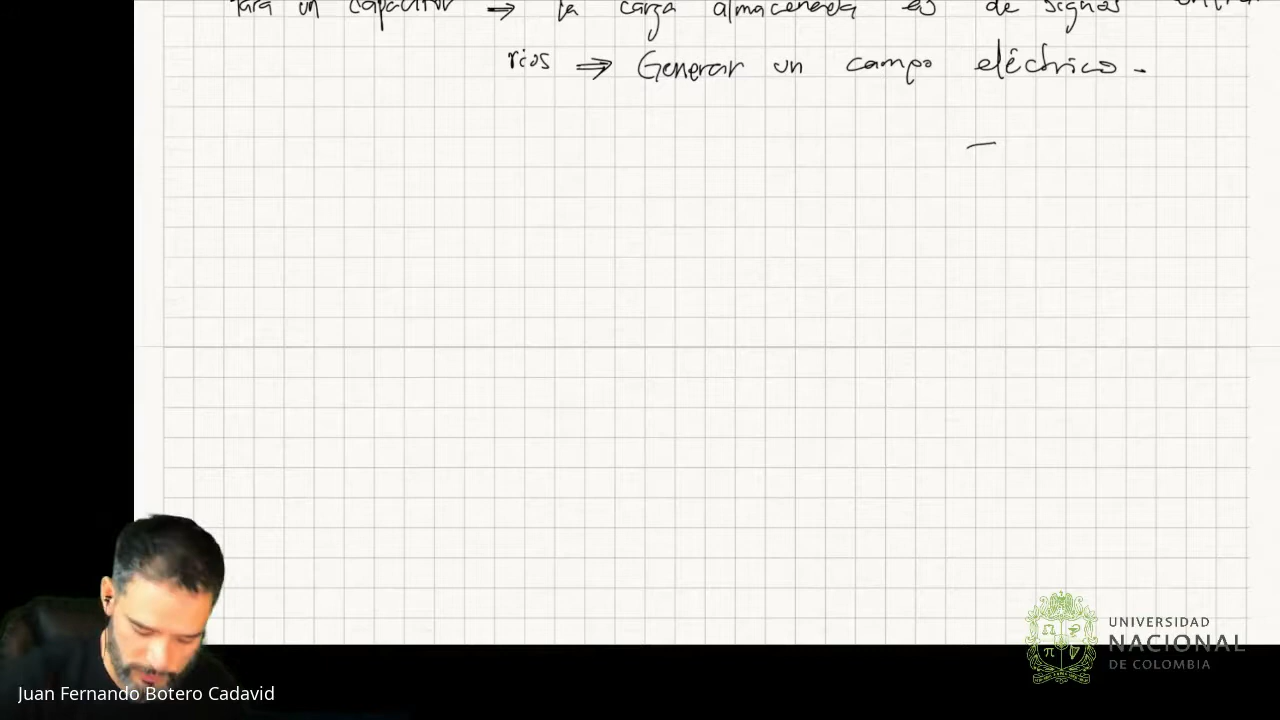 Para un capacitor ⇒ la carga almacenada es de signos contra
rios ⇒ Generar un campo eléctrico.
UNIVERSIDAD
NACIONAL
DE COLOMBIA
Juan Fernando Botero Cadavid